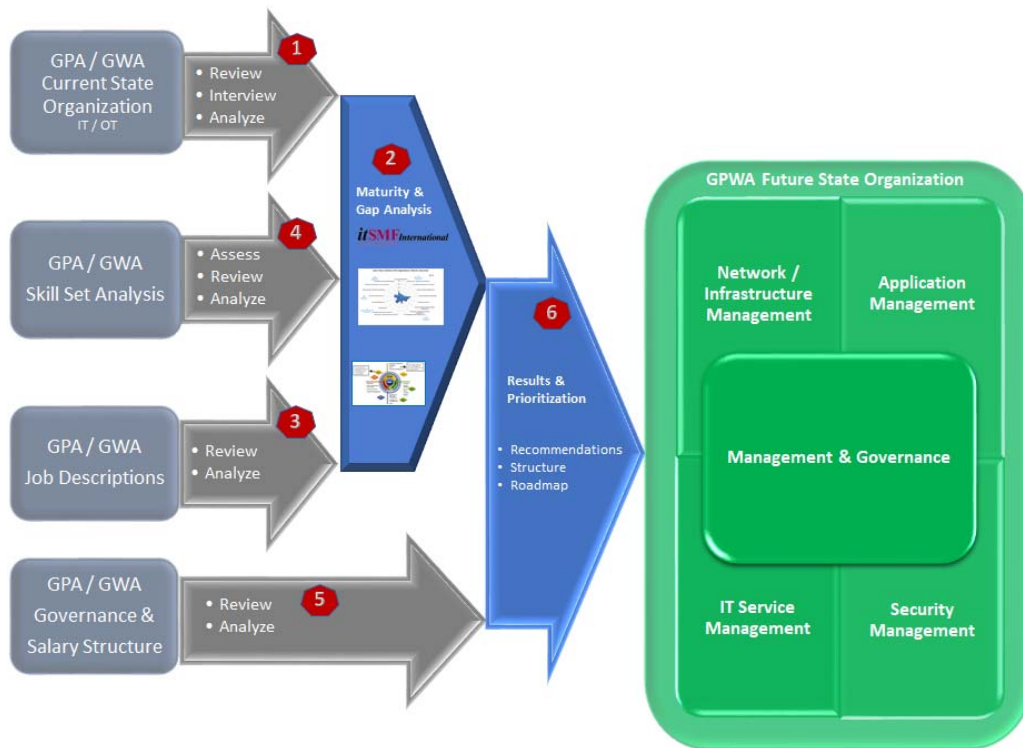 GPA / GWA
Current State
Organization
IT / OT
1
• Review
• Interview
• Analyze
GPA / GWA
Skill Set Analysis
4
• Assess
• Review
• Analyze
GPA / GWA
Job Descriptions
3
• Review
• Analyze
GPA / GWA
Governance &
Salary Structure
5
• Review
• Analyze
2
Maturity &
Gap Analysis
itSMFInternational
6
Results &
Prioritization
• Recommendations
• Structure
• Roadmap
GPWA Future State Organization
Network /
Infrastructure
Management
Application
Management
Management & Governance
IT Service
Management
Security
Management